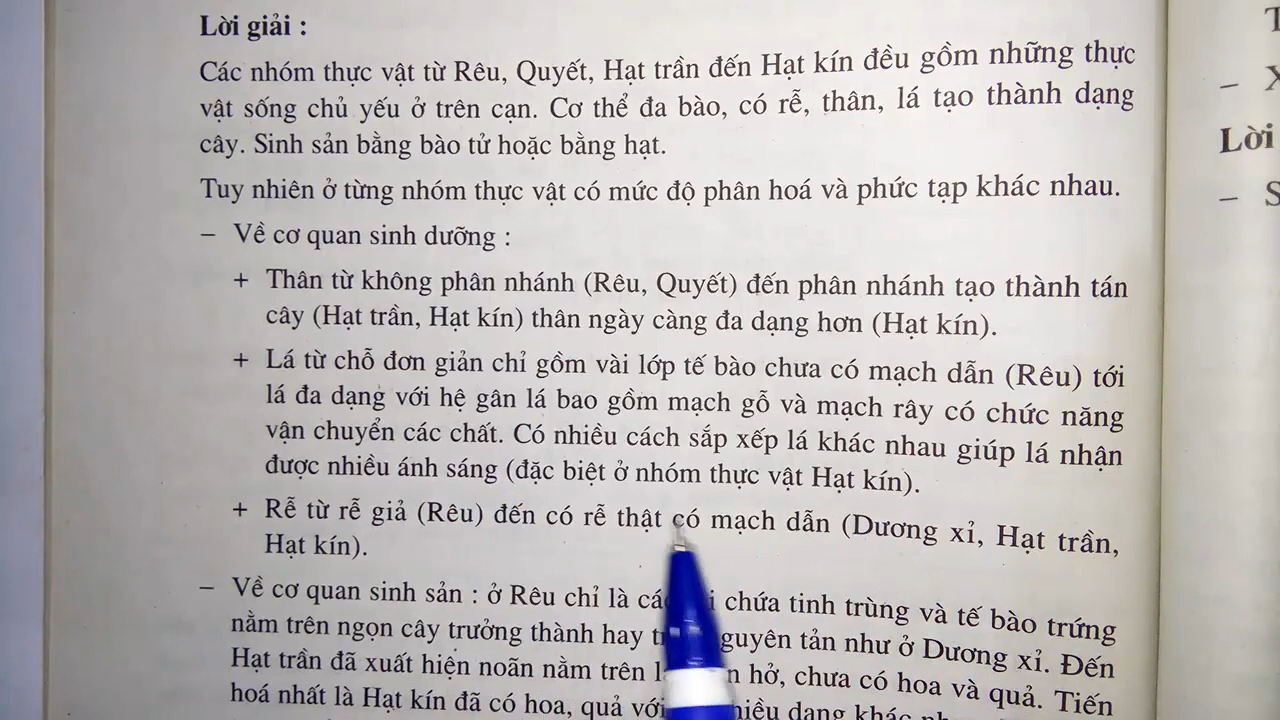 Lời giải :
Các nhóm thực vật từ Rêu, Quyết, Hạt trần đến Hạt kín đều gồm những thực
vật sống chủ yếu ở trên cạn. Cơ thể đa bào, có rễ, thân, lá tạo thành dạng
cây. Sinh sản bằng bào tử hoặc bằng hạt.
Tuy nhiên ở từng nhóm thực vật có mức độ phân hoá và phức tạp khác nhau.
– Về cơ quan sinh dưỡng :
+ Thân từ không phân nhánh (Rêu, Quyết) đến phân nhánh tạo thành tán
cây (Hạt trần, Hạt kín) thân ngày càng đa dạng hơn (Hạt kín).
+ Lá từ chỗ đơn giản chỉ gồm vài lớp tế bào chưa có mạch dẫn (Rêu) tới
lá đa dạng với hệ gân lá bao gồm mạch gỗ và mạch rây có chức năng
vận chuyển các chất. Có nhiều cách sắp xếp lá khác nhau giúp lá nhận
được nhiều ánh sáng (đặc biệt ở nhóm thực vật Hạt kín).
+ Rễ từ rễ giả (Rêu) đến có rễ thật có mạch dẫn (Dương xỉ, Hạt trần,
Hạt kín).
– Về cơ quan sinh sản : ở Rêu chỉ là chứa tinh trùng và tế bào trứng
nằm trên ngọn cây trưởng thành hay như ở Dương xỉ. Đến
Hạt trần đã xuất hiện noãn nằm trên hở, chưa có hoa và quả. Tiến
hoá nhất là Hạt kín đã có hoa, quả với dạng khác
Lời